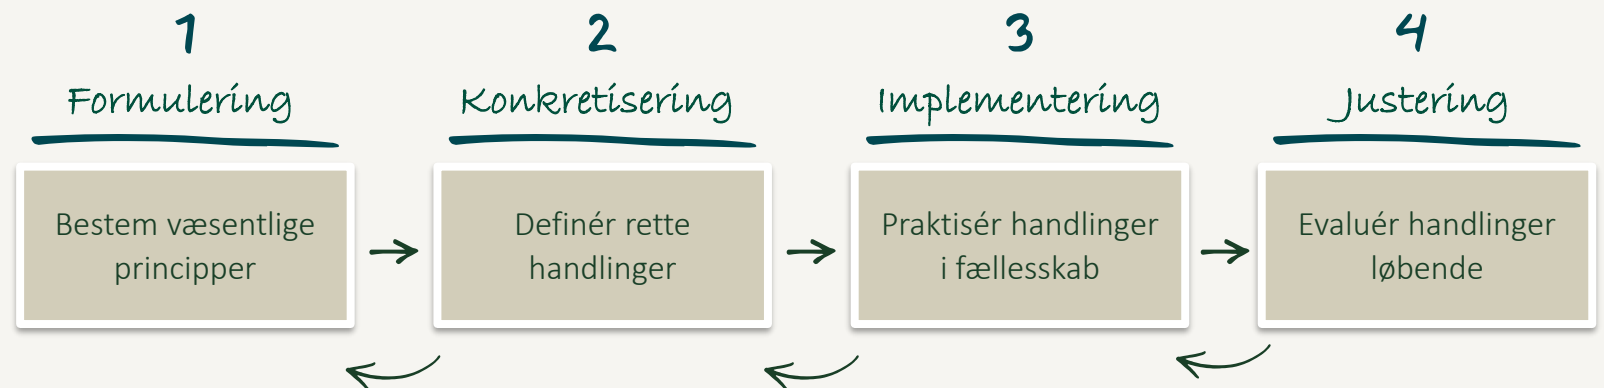 1
Formulering
Bestem væsentlige
principper
2
Konkretisering
Definér rette
handlinger
3
Implementering
Praktisér handlinger
i fællesskab
4
Justering
Evaluér handlinger
løbende